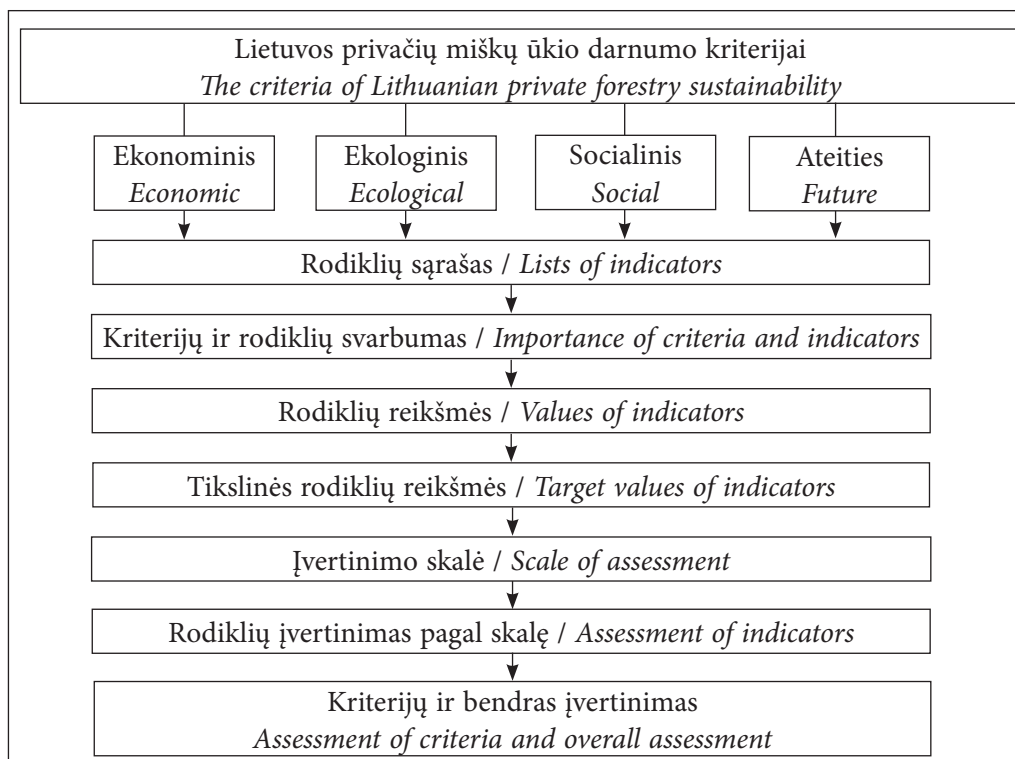 Lietuvos privačių miškų ūkio darnumo kriterijai
The criteria of Lithuanian private forestry sustainability
Ekonominis
Economic
Ekologinis
Ecological
Socialinis
Social
Ateities
Future
Rodiklių sąrašas / Lists of indicators
Kriterijų ir rodiklių svarbumas / Importance of criteria and indicators
Rodiklių reikšmės / Values of indicators
Tikslinės rodiklių reikšmės / Target values of indicators
Įvertinimo skalė / Scale of assessment
Rodiklių įvertinimas pagal skalę / Assessment of indicators
Kriterijų ir bendras įvertinimas
Assessment of criteria and overall assessment